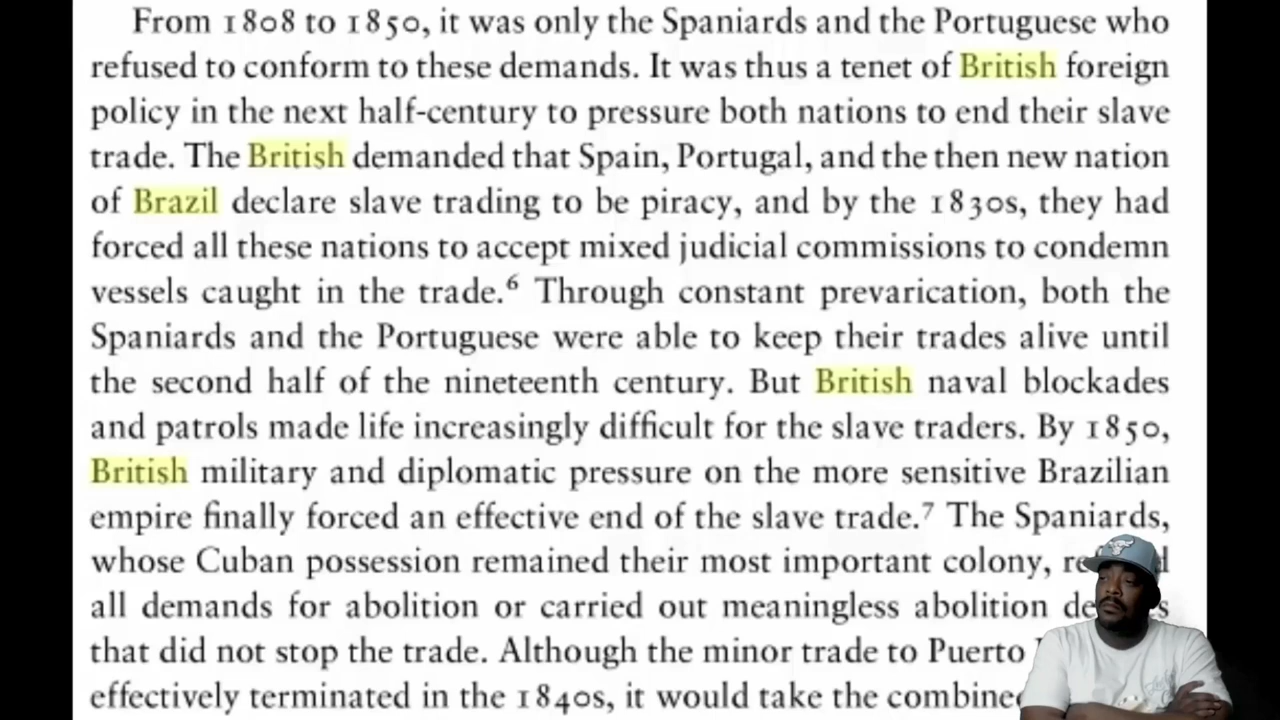 From 1808 to 1850, it was only the Spaniards and the Portuguese who
refused to conform to these demands. It was thus a tenet of British foreign
policy in the next half-century to pressure both nations to end their slave
trade. The British demanded that Spain, Portugal, and the then new nation
of Brazil declare slave trading to be piracy, and by the 1830s, they had
forced all these nations to accept mixed judicial commissions to condemn
vessels caught in the trade.⁶ Through constant prevarication, both the
Spaniards and the Portuguese were able to keep their trades alive until
the second half of the nineteenth century. But British naval blockades
and patrols made life increasingly difficult for the slave traders. By 1850,
British military and diplomatic pressure on the more sensitive Brazilian
empire finally forced an effective end of the slave trade.⁷ The Spaniards,
whose Cuban possession remained their most important colony,
all demands for abolition or carried out meaningless abolition
that did not stop the trade. Although the minor trade to Puerto
effectively terminated in the 1840s, it would take the